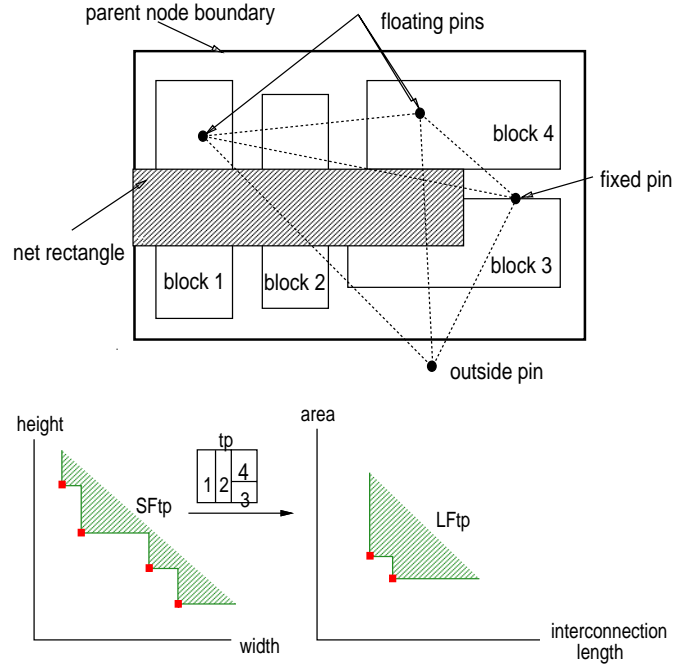 parent node boundary
floating pins
block 4
fixed pin
net rectangle
block 1
block 2
block 3
outside pin
height
area
tp
1
2
4
3
SFtp
LFtp
width
interconnection
length